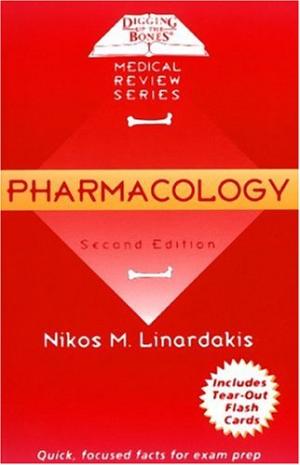 DIGGING
UP THE
BONES®
MEDICAL
REVIEW
SERIES
PHARMACOLOGY
Second Edition
Nikos M. Linardakis
Includes
Tear-Out
Flash
Cards
Quick, focused facts for exam prep